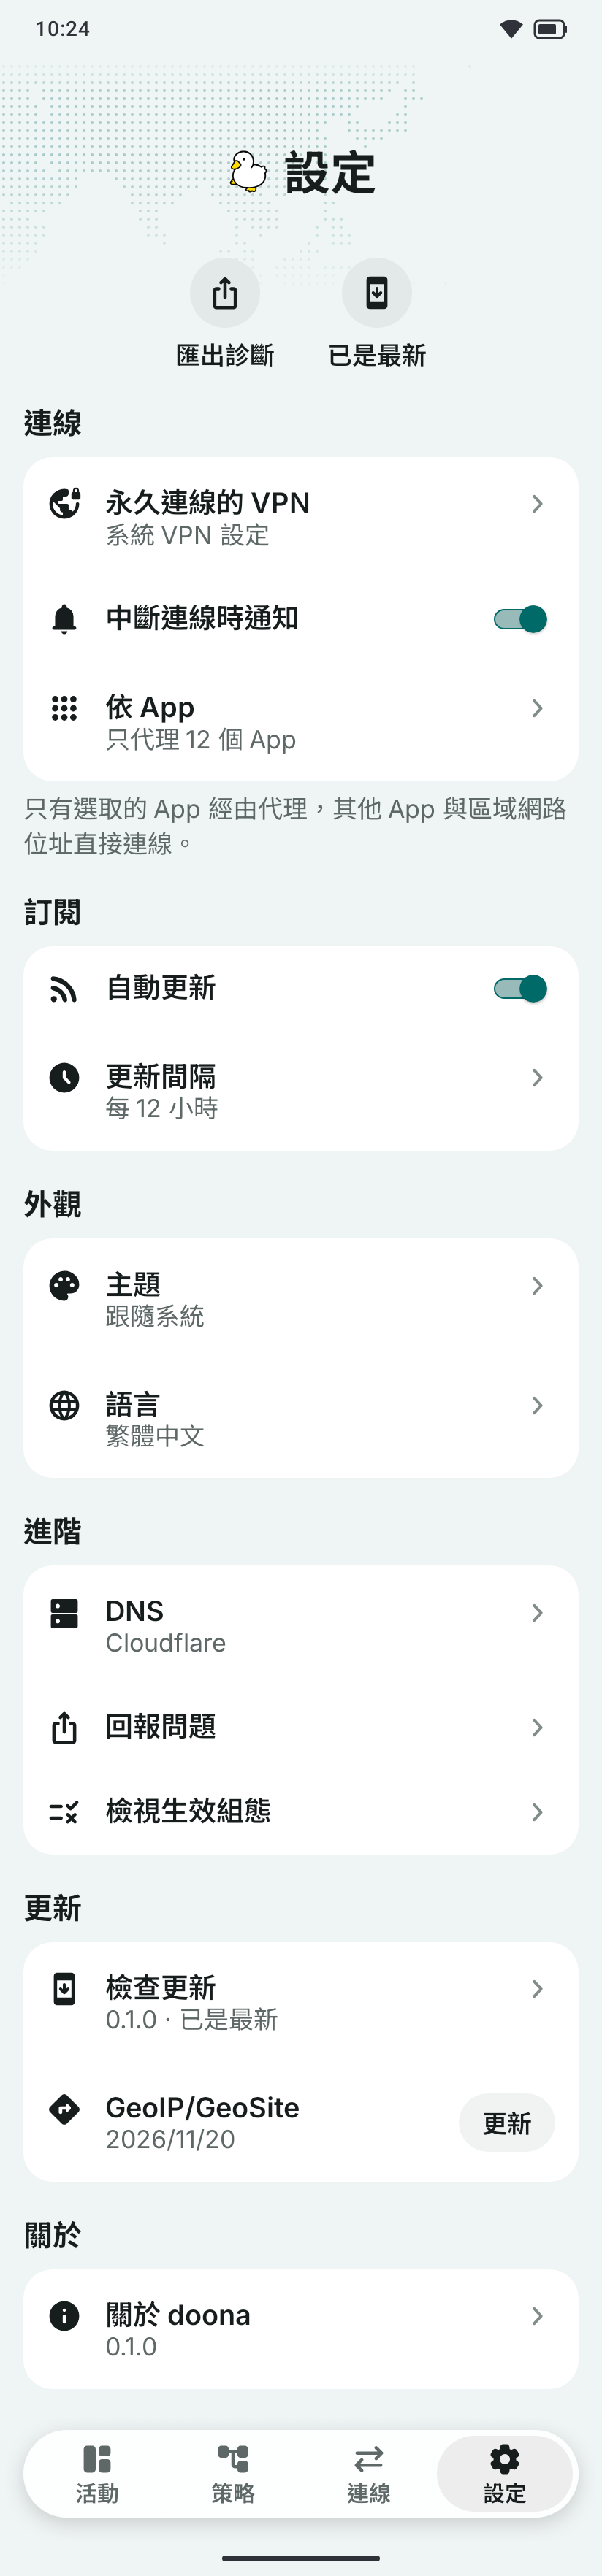 10:24
設定
匯出診斷
已是最新
連線
永久連線的 VPN
系統 VPN 設定
中斷連線時通知
依 App
只代理 12 個 App
只有選取的 App 經由代理，其他 App 與區域網路
位址直接連線。
訂閱
自動更新
更新間隔
每 12 小時
外觀
主題
跟隨系統
語言
繁體中文
進階
DNS
Cloudflare
回報問題
檢視生效組態
更新
檢查更新
0.1.0 · 已是最新
GeoIP/GeoSite
2026/11/20
更新
關於
關於 doona
0.1.0
活動
策略
連線
設定